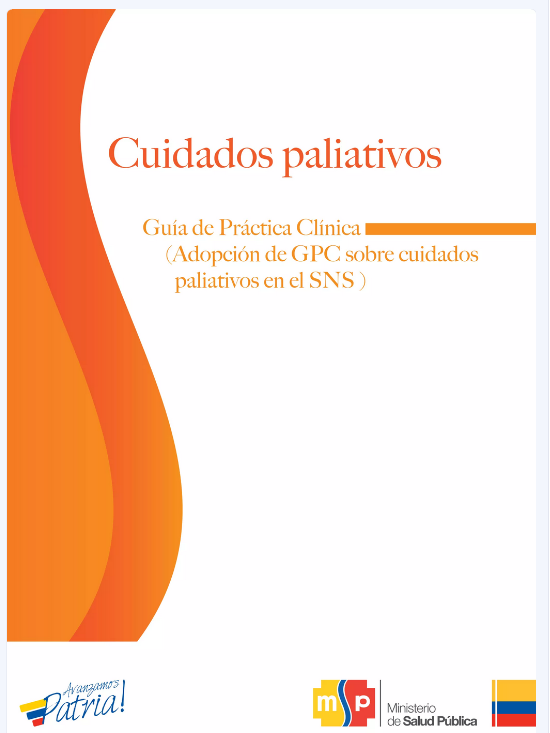 Cuidados paliativos
Guía de Práctica Clínica
(Adopción de GPC sobre cuidados
paliativos en el SNS )
Avanzamos
Patria!
msp
Ministerio
de Salud Pública